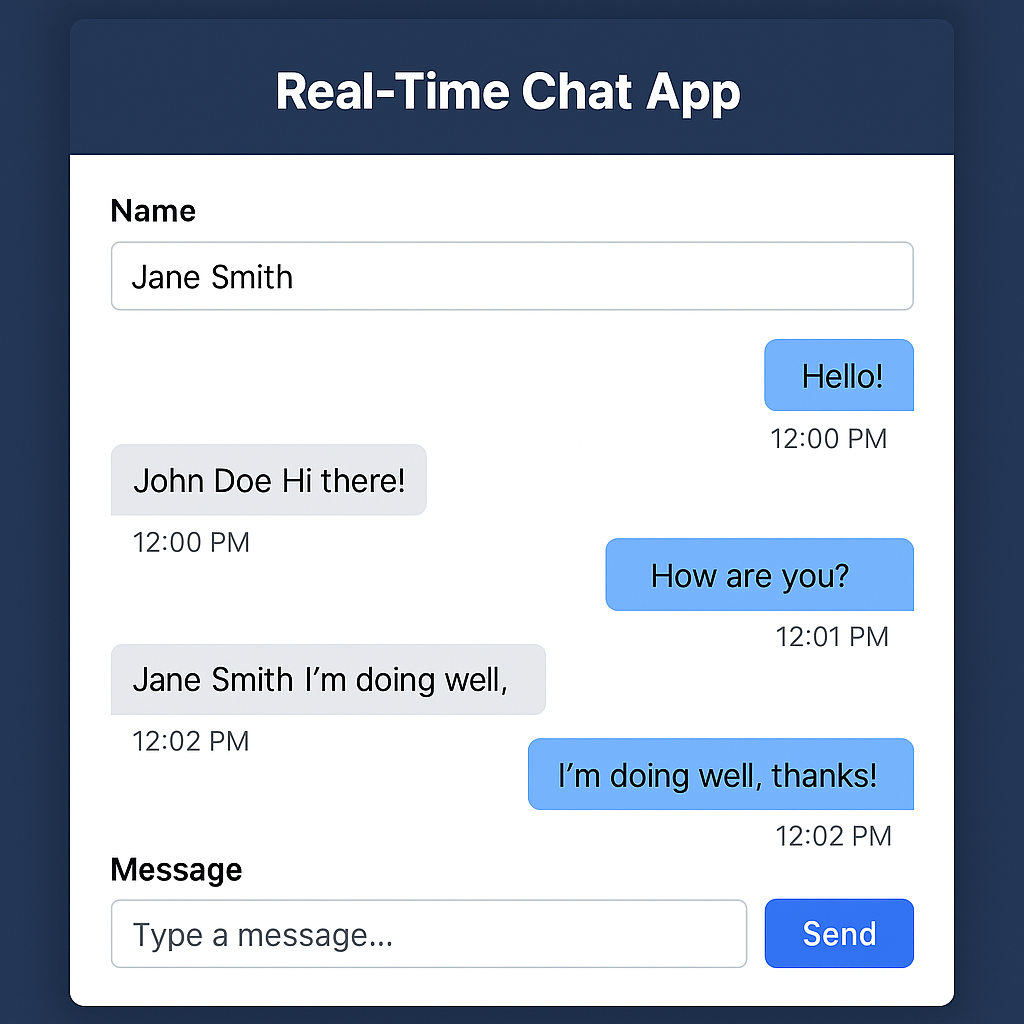 Real-Time Chat App
Name
Jane Smith
Hello!
12:00 PM
John Doe Hi there!
12:00 PM
How are you?
12:01 PM
Jane Smith I’m doing well,
12:02 PM
I’m doing well, thanks!
12:02 PM
Message
Type a message...
Send